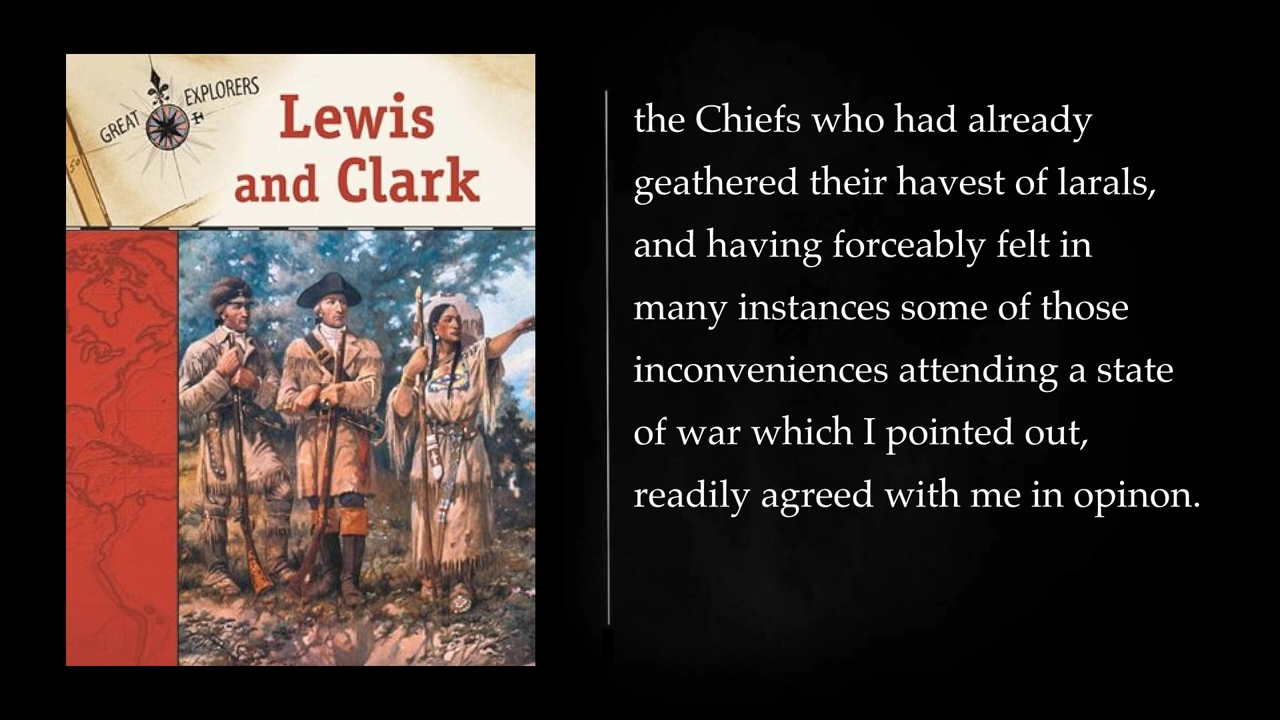 GREAT EXPLORERS
E
50
Lewis
and Clark
the Chiefs who had already
geathered their havest of larals,
and having forceably felt in
many instances some of those
inconveniences attending a state
of war which I pointed out,
readily agreed with me in opinon.